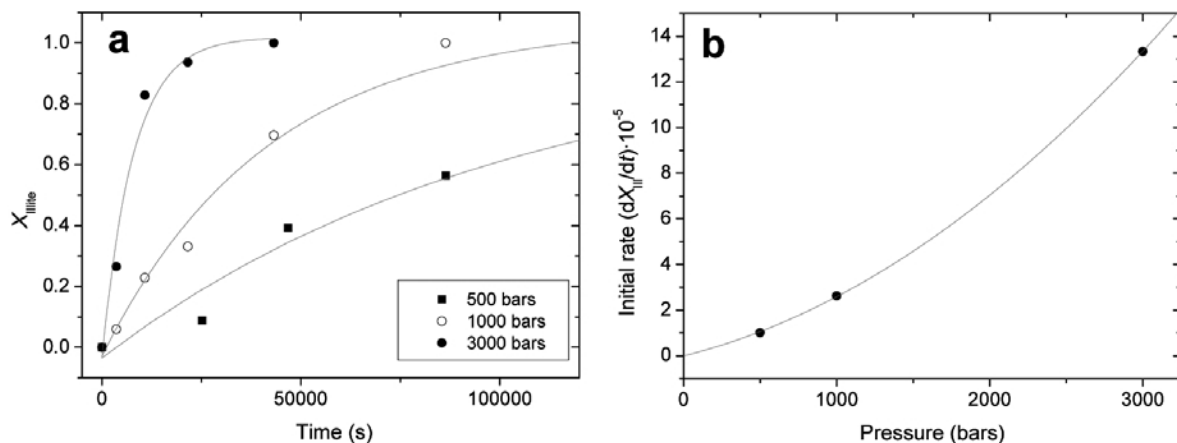 a
X_Illite
1.0
0.8
0.6
0.4
0.2
0.0
0
50000
100000
Time (s)
500 bars
1000 bars
3000 bars
b
Initial rate (dX_Ill/dt)·10⁻⁵
14
12
10
8
6
4
2
0
0
1000
2000
3000
Pressure (bars)